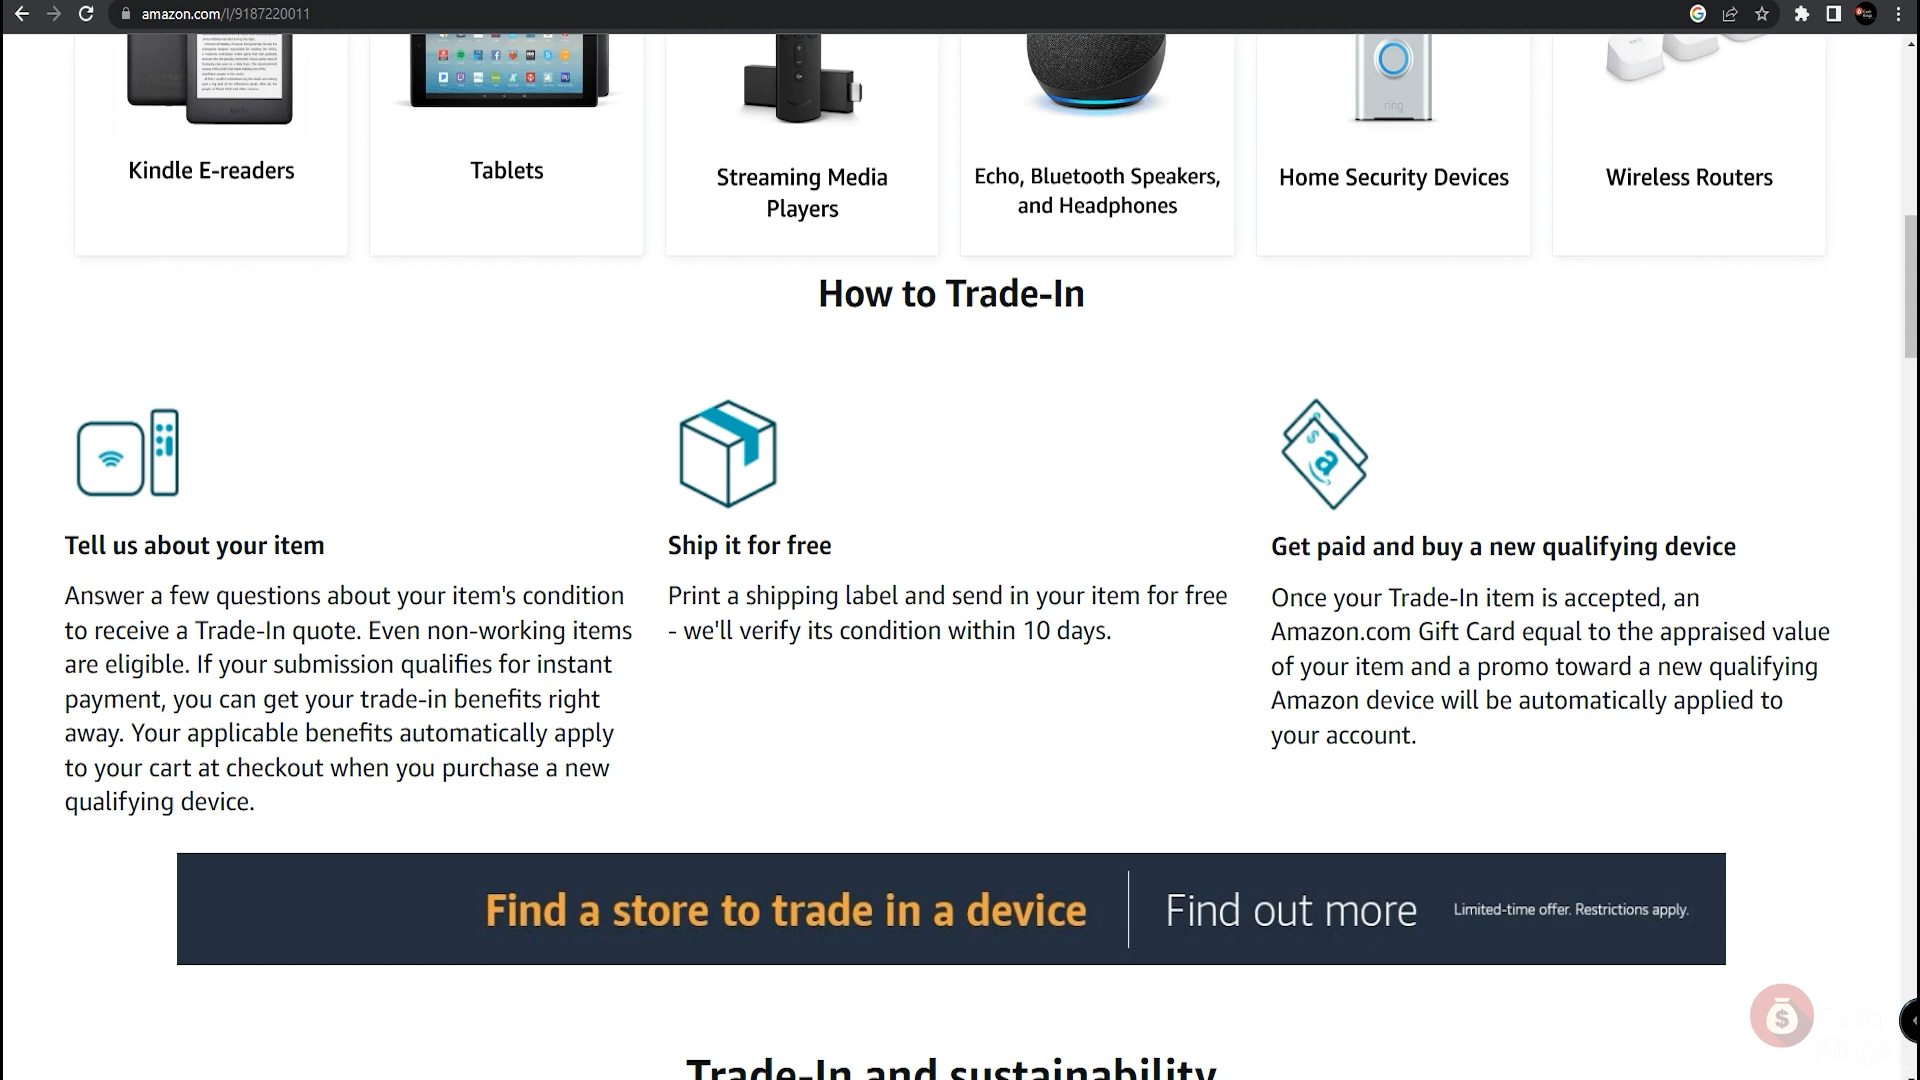 amazon.com/l/9187220011
ring
Kindle E-readers
Tablets
Streaming Media
Players
Echo, Bluetooth Speakers,
and Headphones
Home Security Devices
Wireless Routers
How to Trade-In
Tell us about your item
Answer a few questions about your item's condition
to receive a Trade-In quote. Even non-working items
are eligible. If your submission qualifies for instant
payment, you can get your trade-in benefits right
away. Your applicable benefits automatically apply
to your cart at checkout when you purchase a new
qualifying device.
Ship it for free
Print a shipping label and send in your item for free
- we'll verify its condition within 10 days.
Get paid and buy a new qualifying device
Once your Trade-In item is accepted, an
Amazon.com Gift Card equal to the appraised value
of your item and a promo toward a new qualifying
Amazon device will be automatically applied to
your account.
Find a store to trade in a device
Find out more
Limited-time offer. Restrictions apply.
Trade-In and sustainability